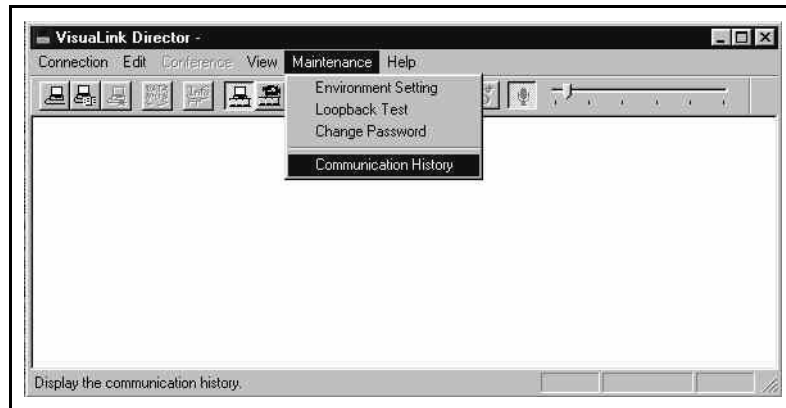 VisuaLink Director -
Connection Edit Conference View Maintenance Help
Environment Setting
Loopback Test
Change Password
Communication History
Display the communication history.